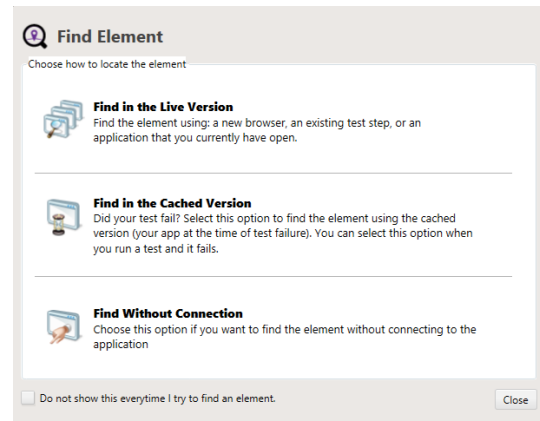 Find Element
Choose how to locate the element
Find in the Live Version
Find the element using: a new browser, an existing test step, or an
application that you currently have open.
Find in the Cached Version
Did your test fail? Select this option to find the element using the cached
version (your app at the time of test failure). You can select this option when
you run a test and it fails.
Find Without Connection
Choose this option if you want to find the element without connecting to the
application
Do not show this everytime I try to find an element.
Close